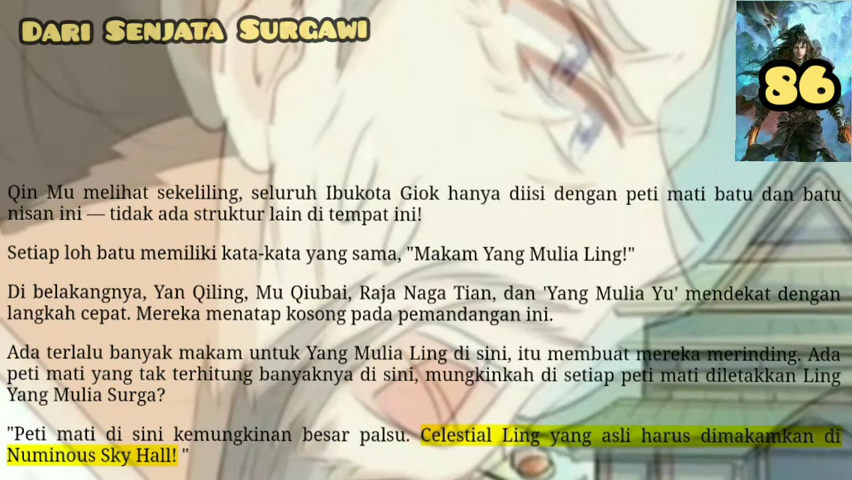 Dari Senjata Surgawi
86
Qin Mu melihat sekeliling, seluruh Ibukota Giok hanya diisi dengan peti mati batu dan batu
nisan ini — tidak ada struktur lain di tempat ini!
Setiap loh batu memiliki kata-kata yang sama, "Makam Yang Mulia Ling!"
Di belakangnya, Yan Qiling, Mu Qiubai, Raja Naga Tian, dan 'Yang Mulia Yu' mendekat dengan
langkah cepat. Mereka menatap kosong pada pemandangan ini.
Ada terlalu banyak makam untuk Yang Mulia Ling di sini, itu membuat mereka merinding. Ada
peti mati yang tak terhitung banyaknya di sini, mungkinkah di setiap peti mati diletakkan Ling
Yang Mulia Surga?
"Peti mati di sini kemungkinan besar palsu. Celestial Ling yang asli harus dimakamkan di
Numinous Sky Hall! "